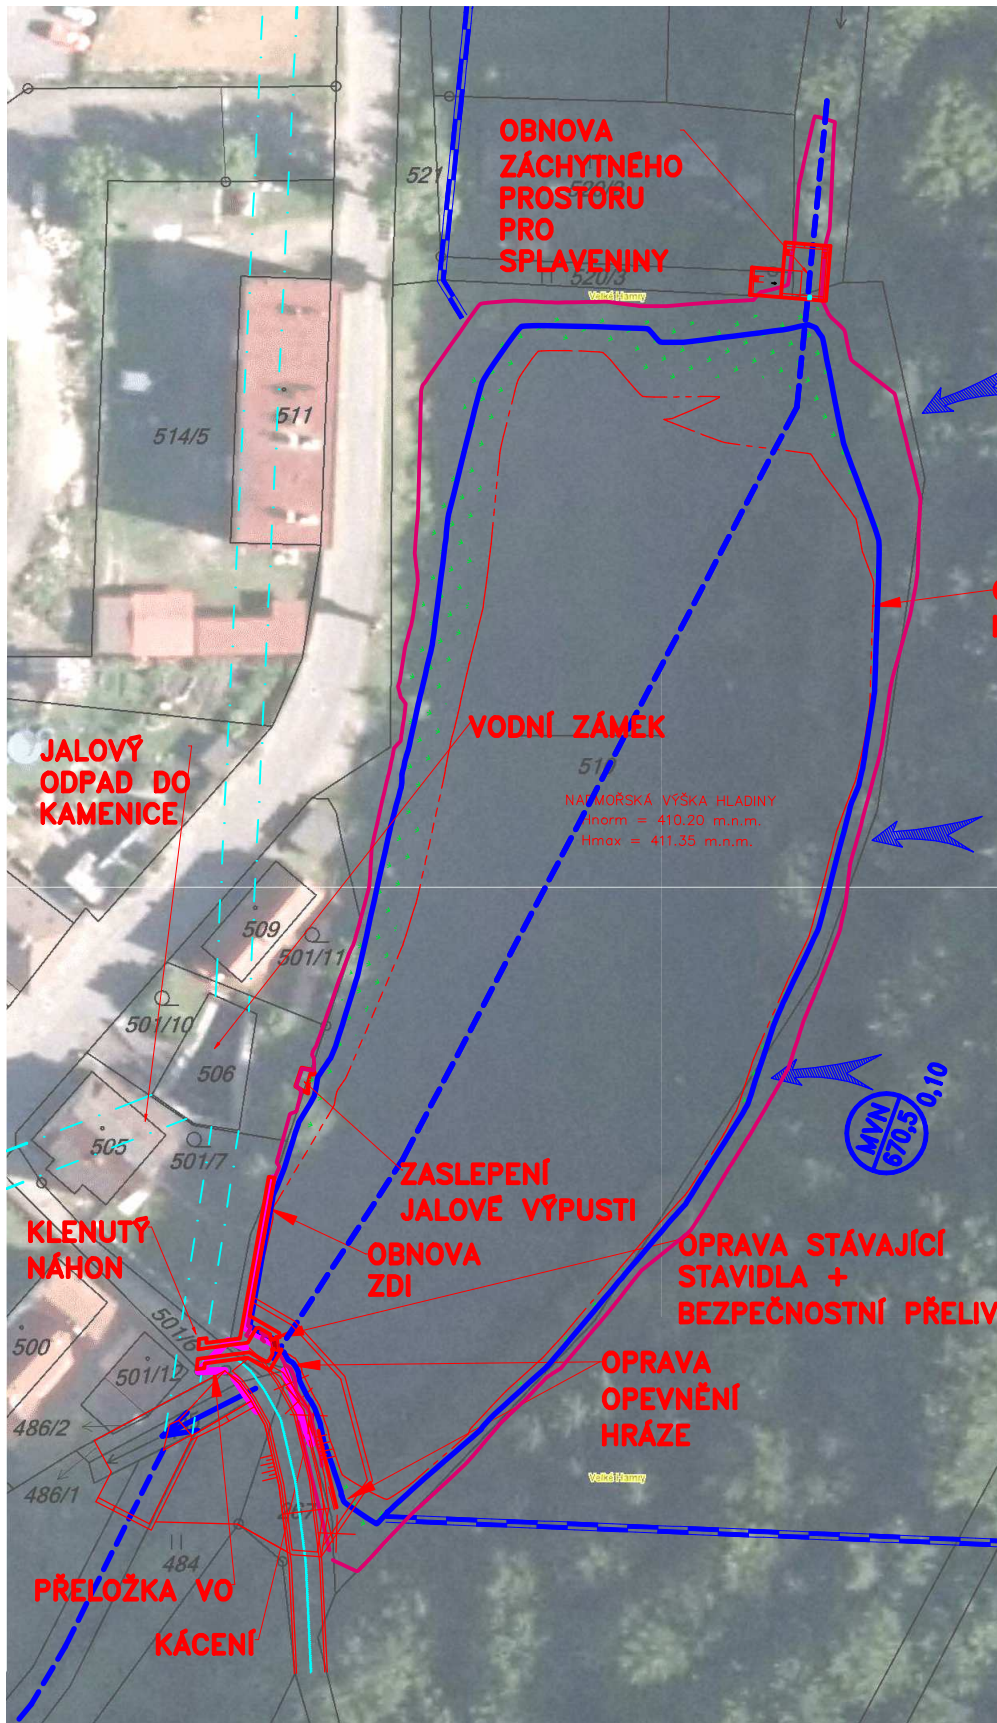 OBNOVA
ZÁCHYTNÉHO
PROSTORU
PRO
SPLAVENINY
521
520/3
Velké Hamry
511
514/5
VODNÍ ZÁMEK
JALOVÝ
ODPAD DO
KAMENICE
NADMOŘSKÁ VÝŠKA HLADINY
Hnorm = 410.20 m.n.m.
Hmax = 411.35 m.n.m.
509
501/11
501/10
506
505
501/7
MVN
670,5
0,10
ZASLEPENÍ
JALOVÉ VÝPUSTI
KLENUTÝ
NÁHON
OBNOVA
ZDI
OPRAVA STÁVAJÍCÍ
STAVIDLA +
BEZPEČNOSTNÍ PŘELIV
501/6
500
501/12
OPRAVA
OPEVNĚNÍ
HRÁZE
486/2
486/1
Velké Hamry
484
PŘELOŽKA VO
KÁCENÍ